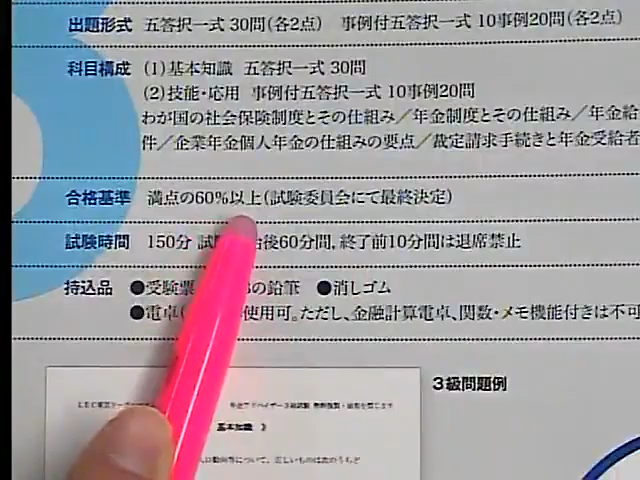 出題形式 五答択一式 30問(各2点) 事例付五答択一式 10事例20問(各2点)
科目構成 (1)基本知識 五答択一式 30問
(2)技能・応用 事例付五答択一式 10事例20問
わが国の社会保険制度とその仕組み/年金制度とその仕組み/年金給
件/企業年金個人年金の仕組みの要点/裁定請求手続きと年金受給者
合格基準 満点の60%以上(試験委員会にて最終決定)
試験時間 150分 試 始後60分間,終了前10分間は退席禁止
持込品 ●受験票 の鉛筆 ●消しゴム
●電卓( 使用可。ただし、金融計算電卓、関数・メモ機能付きは不可
3級問題例
基本知識 》